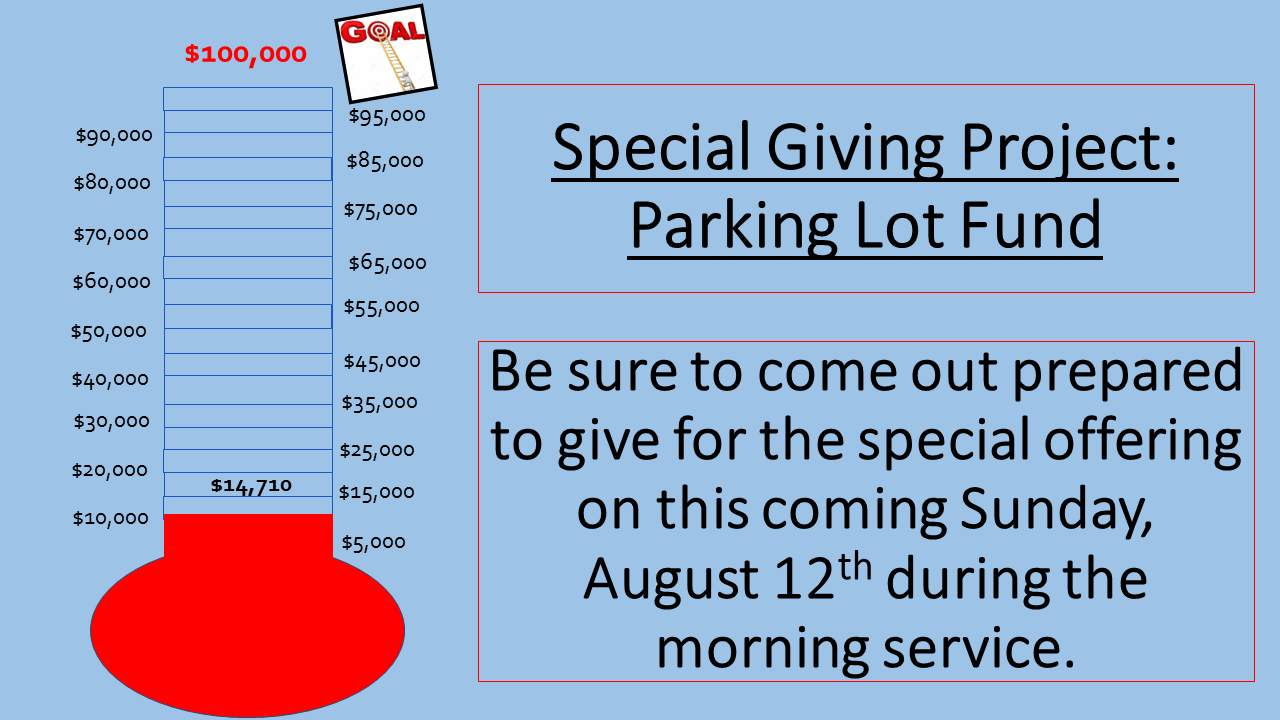 $100,000
GOAL
$95,000
$90,000
$85,000
$80,000
$75,000
$70,000
$65,000
$60,000
$55,000
$50,000
$45,000
$40,000
$35,000
$30,000
$25,000
$20,000
$14,710
$15,000
$10,000
$5,000
Special Giving Project:
Parking Lot Fund
Be sure to come out prepared
to give for the special offering
on this coming Sunday,
August 12th during the
morning service.